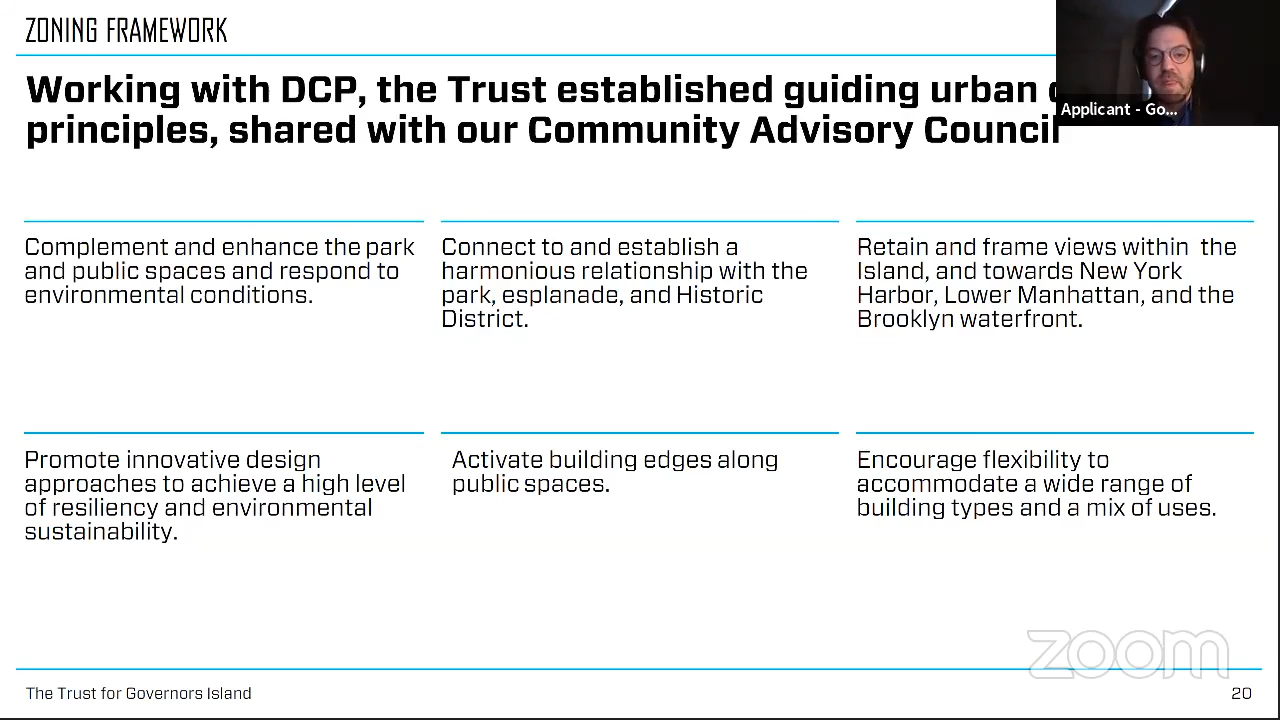 ZONING FRAMEWORK
Working with DCP, the Trust established guiding urban
principles, shared with our Community Advisory Council
Applicant - Go...
Complement and enhance the park
and public spaces and respond to
environmental conditions.
Connect to and establish a
harmonious relationship with the
park, esplanade, and Historic
District.
Retain and frame views within the
Island, and towards New York
Harbor, Lower Manhattan, and the
Brooklyn waterfront.
Promote innovative design
approaches to achieve a high level
of resiliency and environmental
sustainability.
Activate building edges along
public spaces.
Encourage flexibility to
accommodate a wide range of
building types and a mix of uses.
zoom
The Trust for Governors Island
20